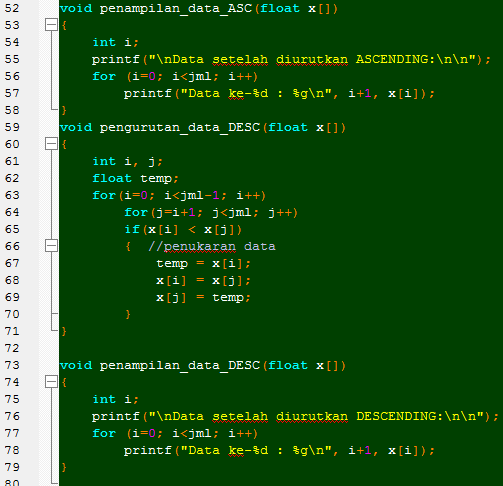 52 void penampilan_data_ASC(float x[])
53 {
54     int i;
55     printf("\nData setelah diurutkan ASCENDING:\n\n");
56     for (i=0; i<jml; i++)
57         printf("Data ke-%d : %g\n", i+1, x[i]);
58 }
59 void pengurutan_data_DESC(float x[])
60 {
61     int i, j;
62     float temp;
63     for(i=0; i<jml-1; i++)
64         for(j=i+1; j<jml; j++)
65         if(x[i] < x[j])
66         {  //penukaran data
67             temp = x[i];
68             x[i] = x[j];
69             x[j] = temp;
70         }
71 }
72
73 void penampilan_data_DESC(float x[])
74 {
75     int i;
76     printf("\nData setelah diurutkan DESCENDING:\n\n");
77     for (i=0; i<jml; i++)
78         printf("Data ke-%d : %g\n", i+1, x[i]);
79 }
80